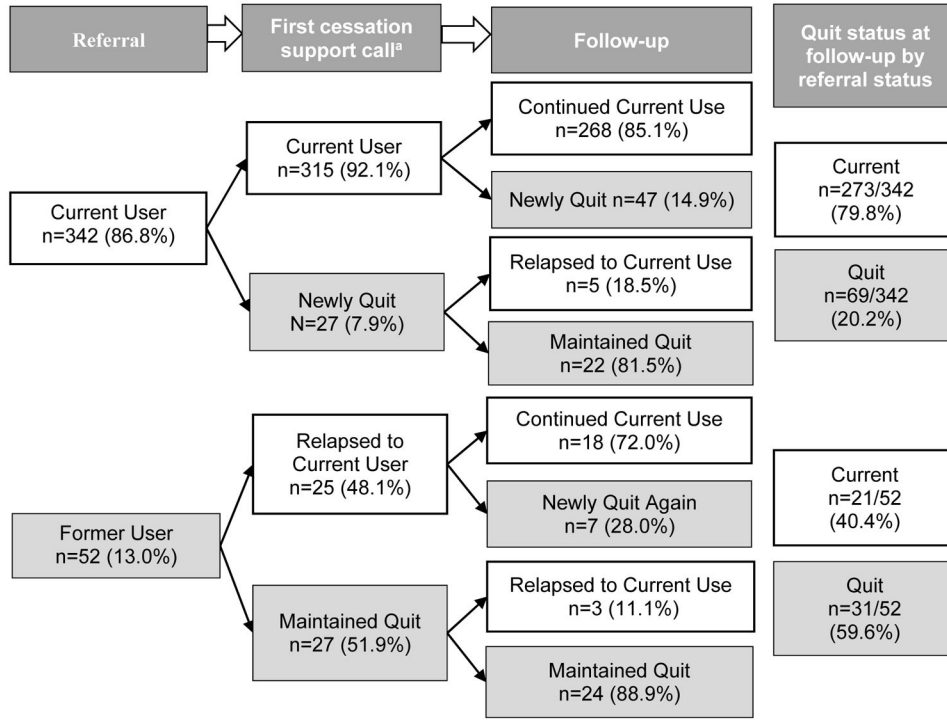 Referral
First cessation
support callᵃ
Follow-up
Quit status at
follow-up by
referral status
Current User
n=342 (86.8%)
Current User
n=315 (92.1%)
Newly Quit
N=27 (7.9%)
Continued Current Use
n=268 (85.1%)
Newly Quit n=47 (14.9%)
Relapsed to Current Use
n=5 (18.5%)
Maintained Quit
n=22 (81.5%)
Current
n=273/342
(79.8%)
Quit
n=69/342
(20.2%)
Former User
n=52 (13.0%)
Relapsed to
Current User
n=25 (48.1%)
Maintained Quit
n=27 (51.9%)
Continued Current Use
n=18 (72.0%)
Newly Quit Again
n=7 (28.0%)
Relapsed to Current Use
n=3 (11.1%)
Maintained Quit
n=24 (88.9%)
Current
n=21/52
(40.4%)
Quit
n=31/52
(59.6%)